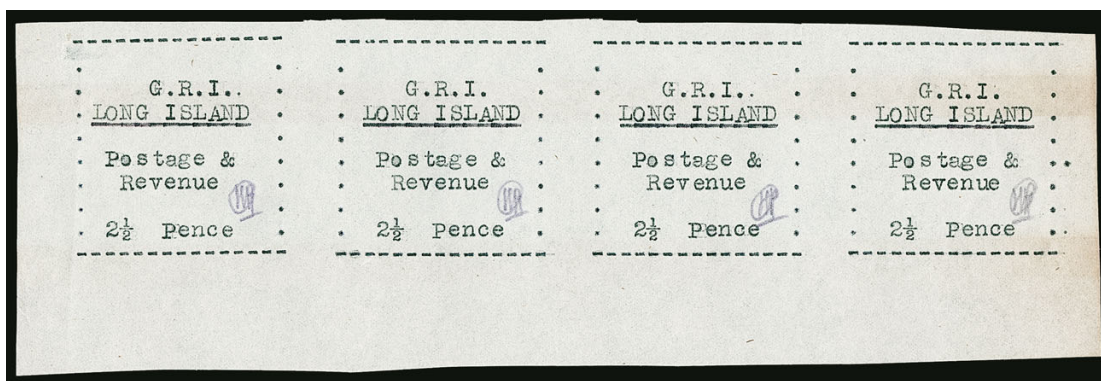 G.R.I.
LONG ISLAND
Postage &
Revenue
2½ Pence
G.R.I.
LONG ISLAND
Postage &
Revenue
2½ Pence
G.R.I.
LONG ISLAND
Postage &
Revenue
2½ Pence
G.R.I.
LONG ISLAND
Postage &
Revenue
2½ Pence